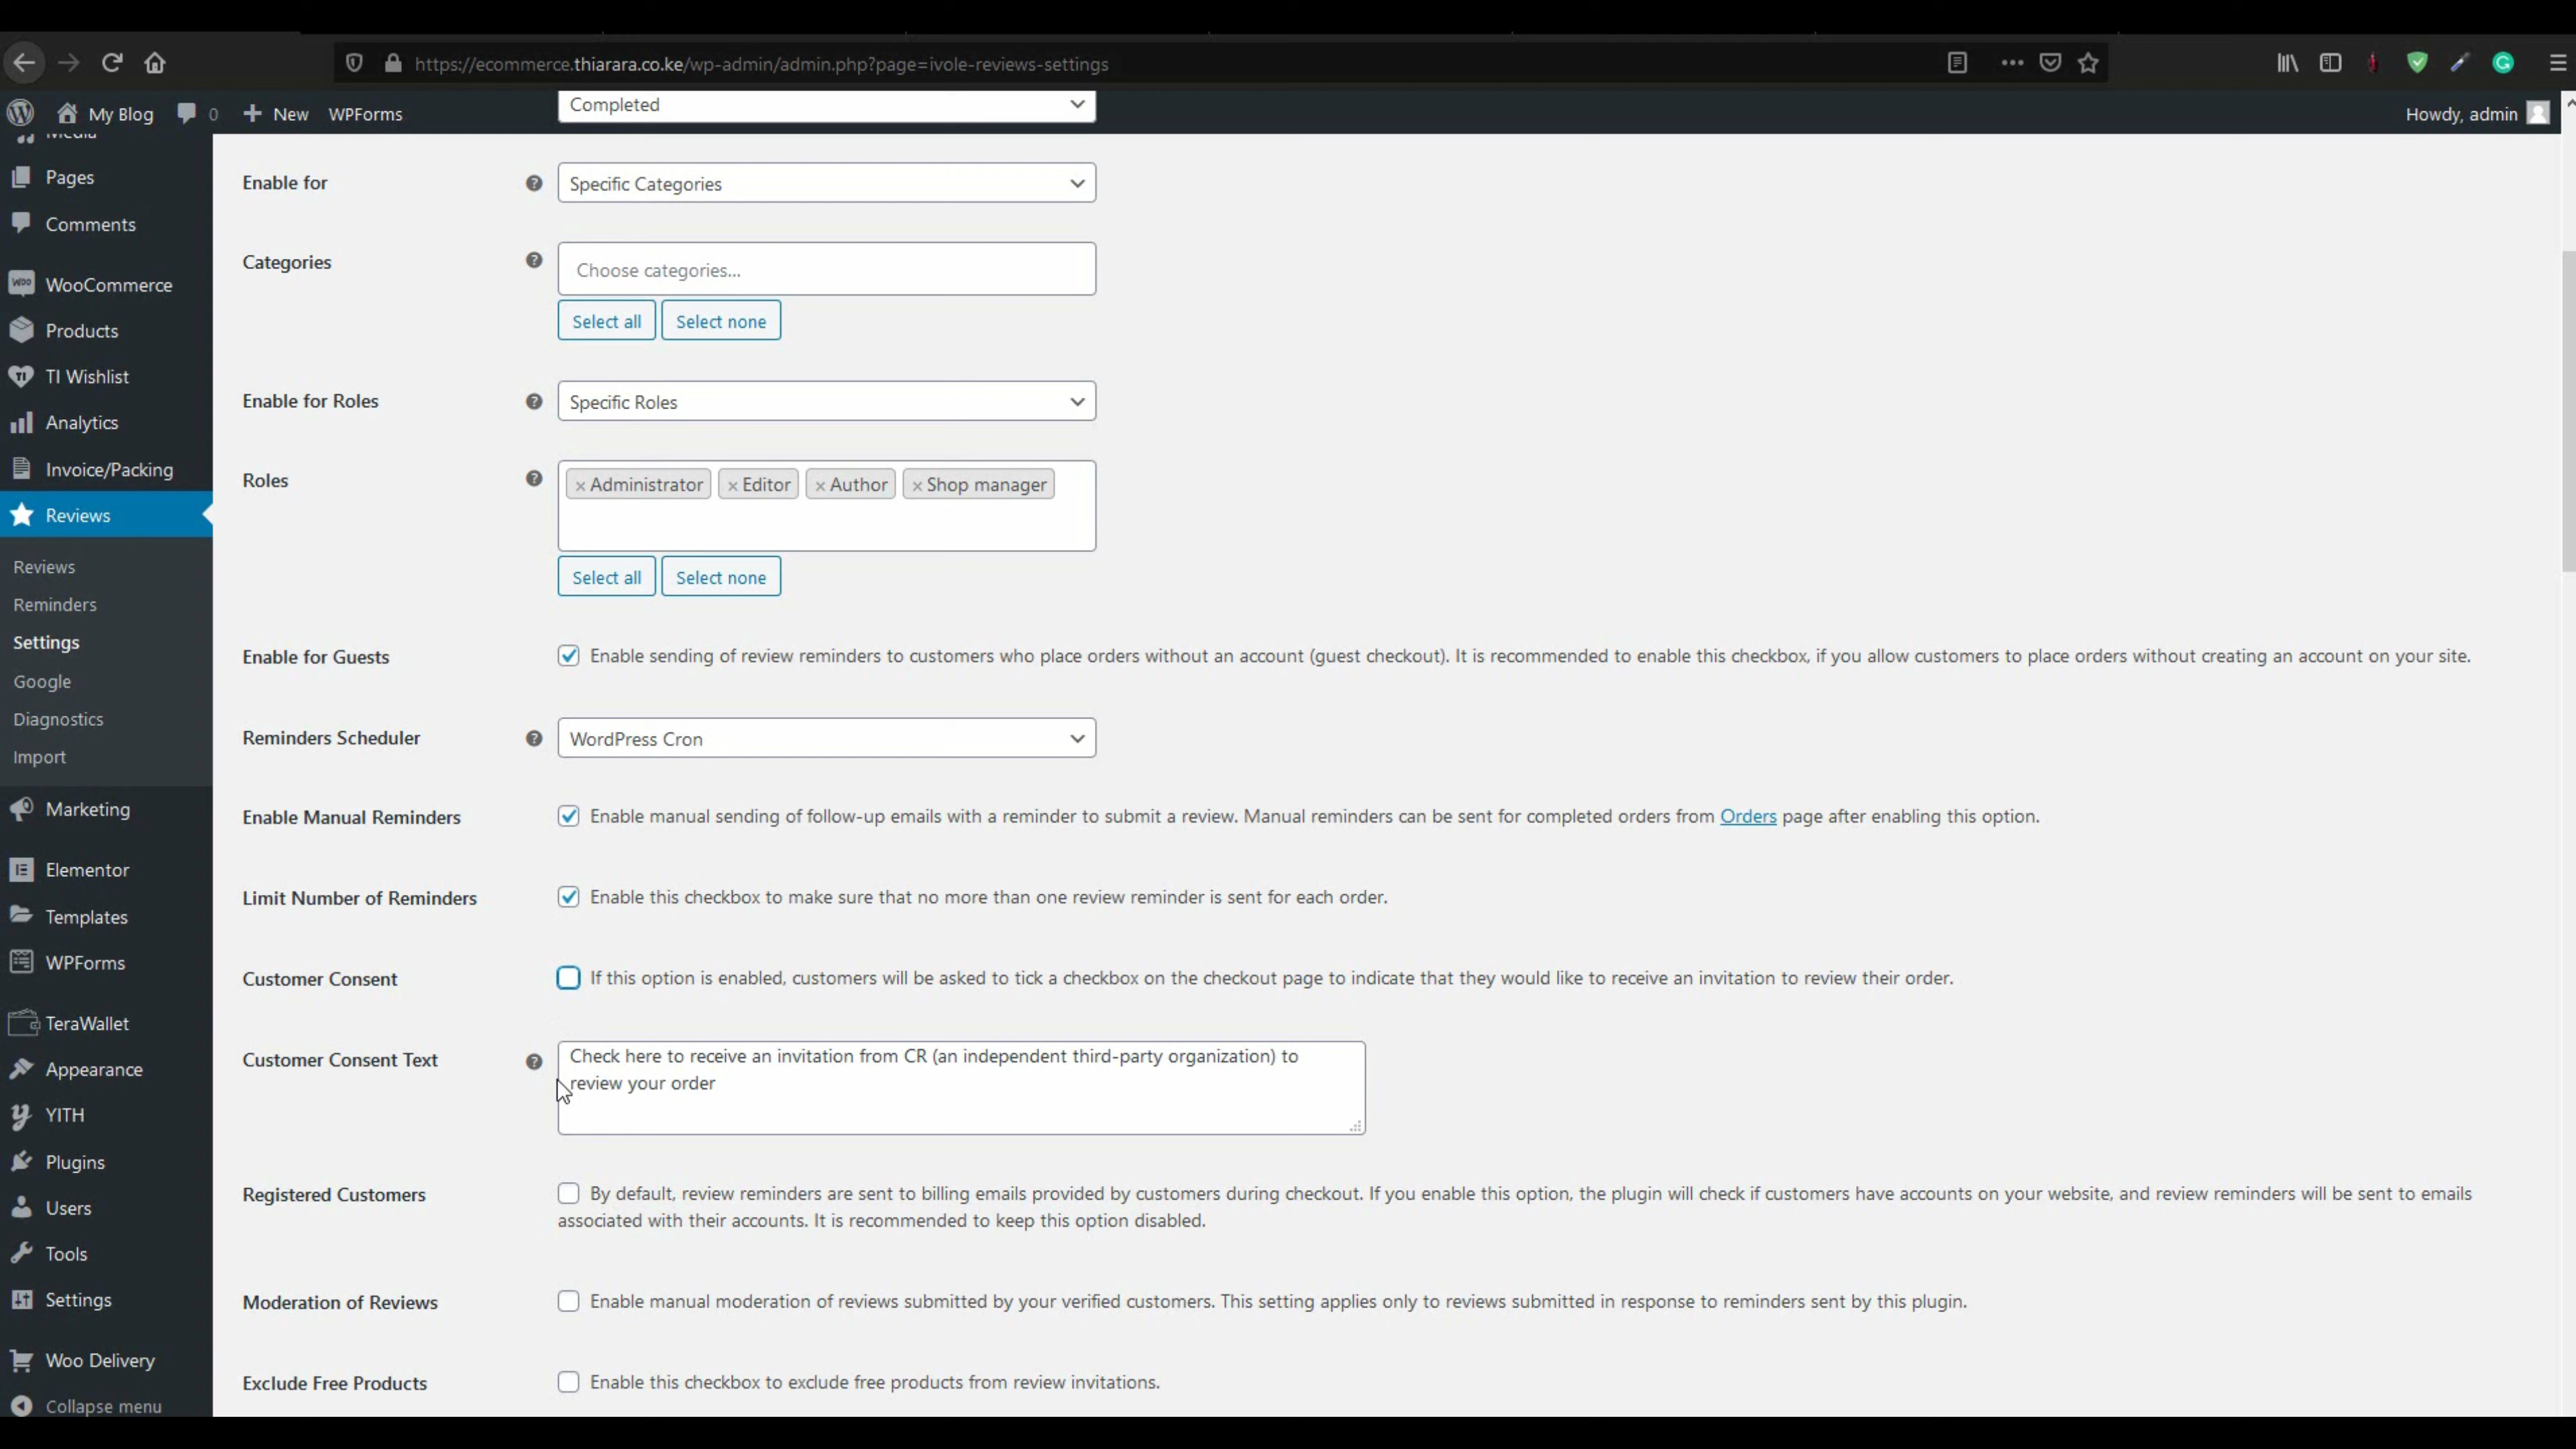 https://ecommerce.thiarara.co.ke/wp-admin/admin.php?page=ivole-reviews-settings
My Blog
0
New
WPForms
Howdy, admin
Media
Pages
Comments
WooCommerce
Products
TI Wishlist
Analytics
Invoice/Packing
Reviews
Reviews
Reminders
Settings
Google
Diagnostics
Import
Marketing
Elementor
Templates
WPForms
TeraWallet
Appearance
YITH
Plugins
Users
Tools
Settings
Woo Delivery
Collapse menu
Completed
Enable for
Specific Categories
Categories
Choose categories...
Select all
Select none
Enable for Roles
Specific Roles
Roles
× Administrator
× Editor
× Author
× Shop manager
Select all
Select none
Enable for Guests
Enable sending of review reminders to customers who place orders without an account (guest checkout). It is recommended to enable this checkbox, if you allow customers to place orders without creating an account on your site.
Reminders Scheduler
WordPress Cron
Enable Manual Reminders
Enable manual sending of follow-up emails with a reminder to submit a review. Manual reminders can be sent for completed orders from Orders page after enabling this option.
Limit Number of Reminders
Enable this checkbox to make sure that no more than one review reminder is sent for each order.
Customer Consent
If this option is enabled, customers will be asked to tick a checkbox on the checkout page to indicate that they would like to receive an invitation to review their order.
Customer Consent Text
Check here to receive an invitation from CR (an independent third-party organization) to
review your order
Registered Customers
By default, review reminders are sent to billing emails provided by customers during checkout. If you enable this option, the plugin will check if customers have accounts on your website, and review reminders will be sent to emails
associated with their accounts. It is recommended to keep this option disabled.
Moderation of Reviews
Enable manual moderation of reviews submitted by your verified customers. This setting applies only to reviews submitted in response to reminders sent by this plugin.
Exclude Free Products
Enable this checkbox to exclude free products from review invitations.